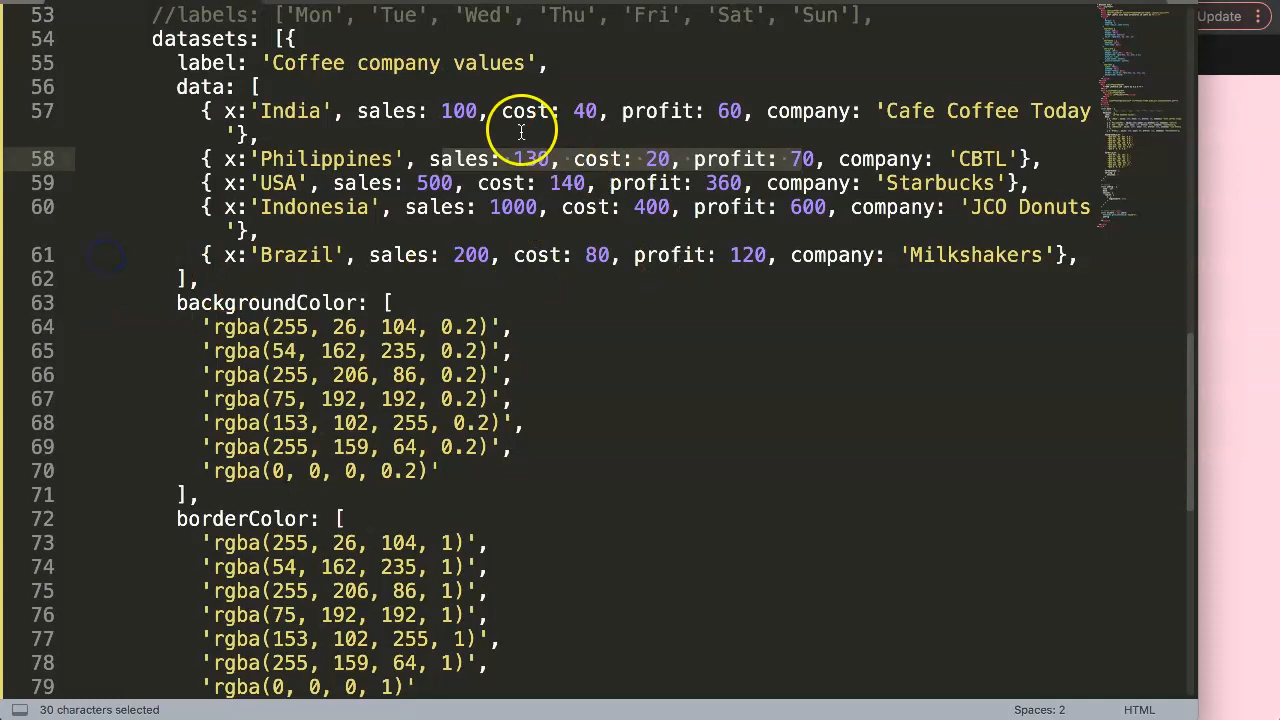 Update
53 //labels: ['Mon', 'Tue', 'Wed', 'Thu', 'Fri', 'Sat', 'Sun'],
54 datasets: [{
55 label: 'Coffee company values',
56 data: [
57 { x:'India', sales: 100, cost: 40, profit: 60, company: 'Cafe Coffee Today
'},
58 { x:'Philippines', sales: 130, cost: 20, profit: 70, company: 'CBTL'},
59 { x:'USA', sales: 500, cost: 140, profit: 360, company: 'Starbucks'},
60 { x:'Indonesia', sales: 1000, cost: 400, profit: 600, company: 'JCO Donuts
'},
61 { x:'Brazil', sales: 200, cost: 80, profit: 120, company: 'Milkshakers'},
62 ],
63 backgroundColor: [
64 'rgba(255, 26, 104, 0.2)',
65 'rgba(54, 162, 235, 0.2)',
66 'rgba(255, 206, 86, 0.2)',
67 'rgba(75, 192, 192, 0.2)',
68 'rgba(153, 102, 255, 0.2)',
69 'rgba(255, 159, 64, 0.2)',
70 'rgba(0, 0, 0, 0.2)'
71 ],
72 borderColor: [
73 'rgba(255, 26, 104, 1)',
74 'rgba(54, 162, 235, 1)',
75 'rgba(255, 206, 86, 1)',
76 'rgba(75, 192, 192, 1)',
77 'rgba(153, 102, 255, 1)',
78 'rgba(255, 159, 64, 1)',
79 'rgba(0, 0, 0, 1)'
30 characters selected
Spaces: 2
HTML